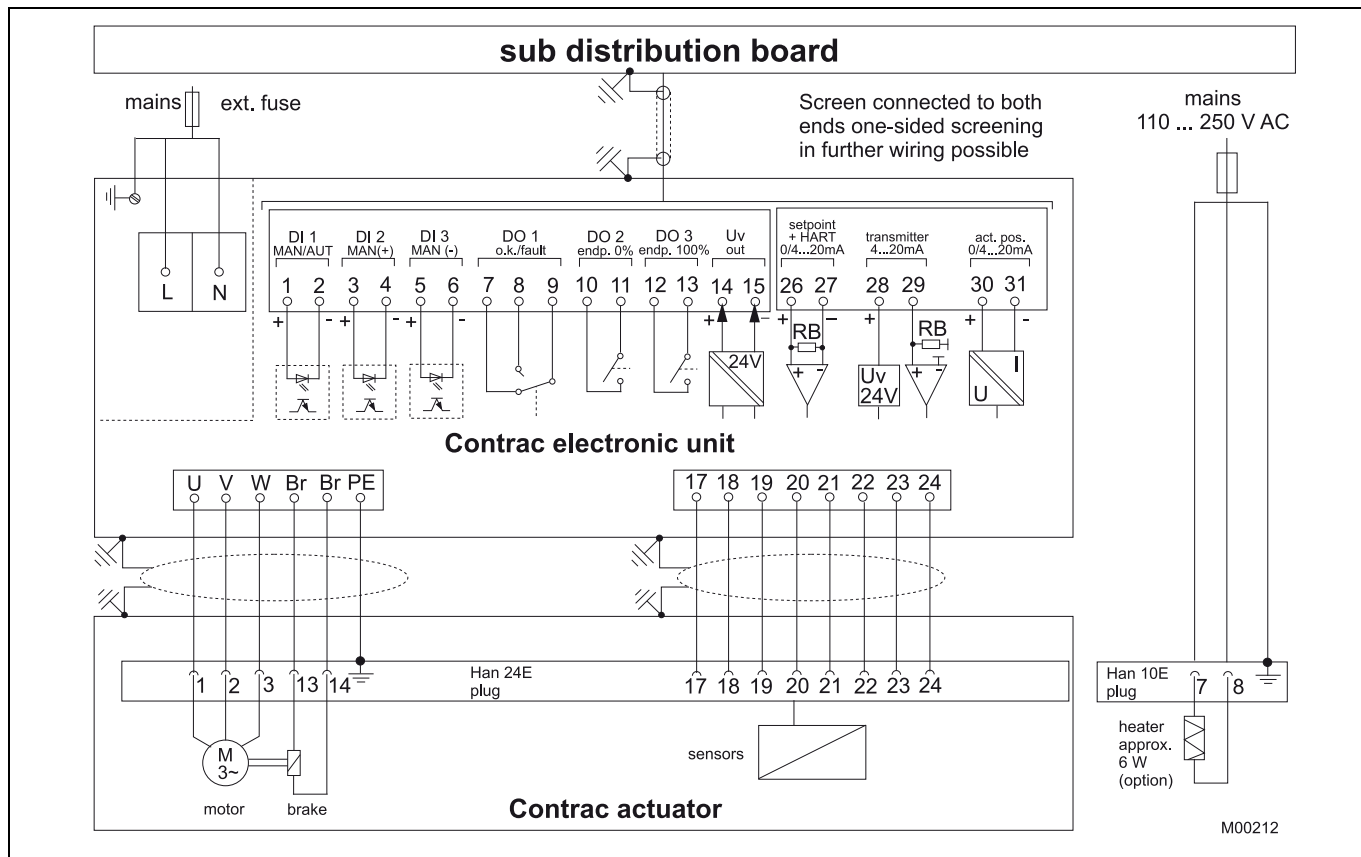 sub distribution board
mains
ext. fuse
Screen connected to both
ends one-sided screening
in further wiring possible
mains
110 ... 250 V AC
L
N
DI 1
MAN/AUT
DI 2
MAN(+)
DI 3
MAN (-)
DO 1
o.k./fault
DO 2
endp. 0%
DO 3
endp. 100%
Uv
out
setpoint
+ HART
0/4...20mA
transmitter
4...20mA
act. pos.
0/4...20mA
1 2 3 4 5 6 7 8 9 10 11 12 13 14 15 26 27 28 29 30 31
+ - + - + - + - + - + + + -
24V
RB
+ -
Uv
24V
RB
+ -
I
U
Contrac electronic unit
U V W Br Br PE
17 18 19 20 21 22 23 24
1 2 3 13 14
Han 24E
plug
17 18 19 20 21 22 23 24
Han 10E
plug
7 8
M
3~
motor
brake
sensors
heater
approx.
6 W
(option)
Contrac actuator
M00212